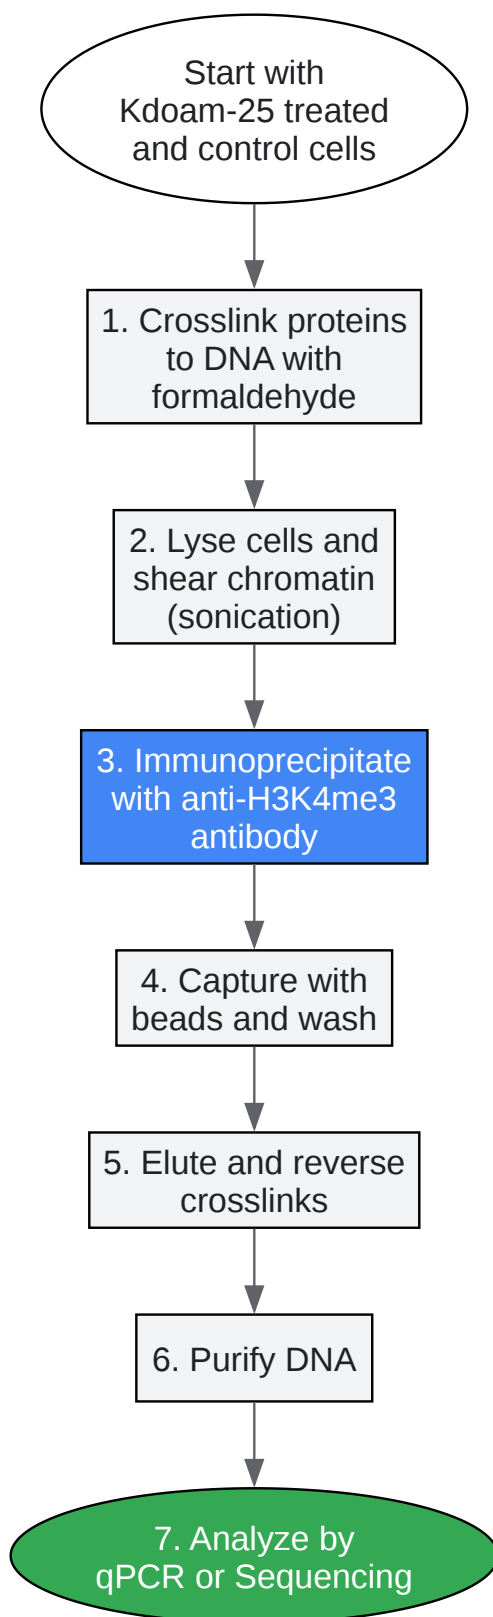 Start with
Kdoam-25 treated
and control cells
1. Crosslink proteins
to DNA with
formaldehyde
2. Lyse cells and
shear chromatin
(sonication)
3. Immunoprecipitate
with anti-H3K4me3
antibody
4. Capture with
beads and wash
5. Elute and reverse
crosslinks
6. Purify DNA
7. Analyze by
qPCR or Sequencing